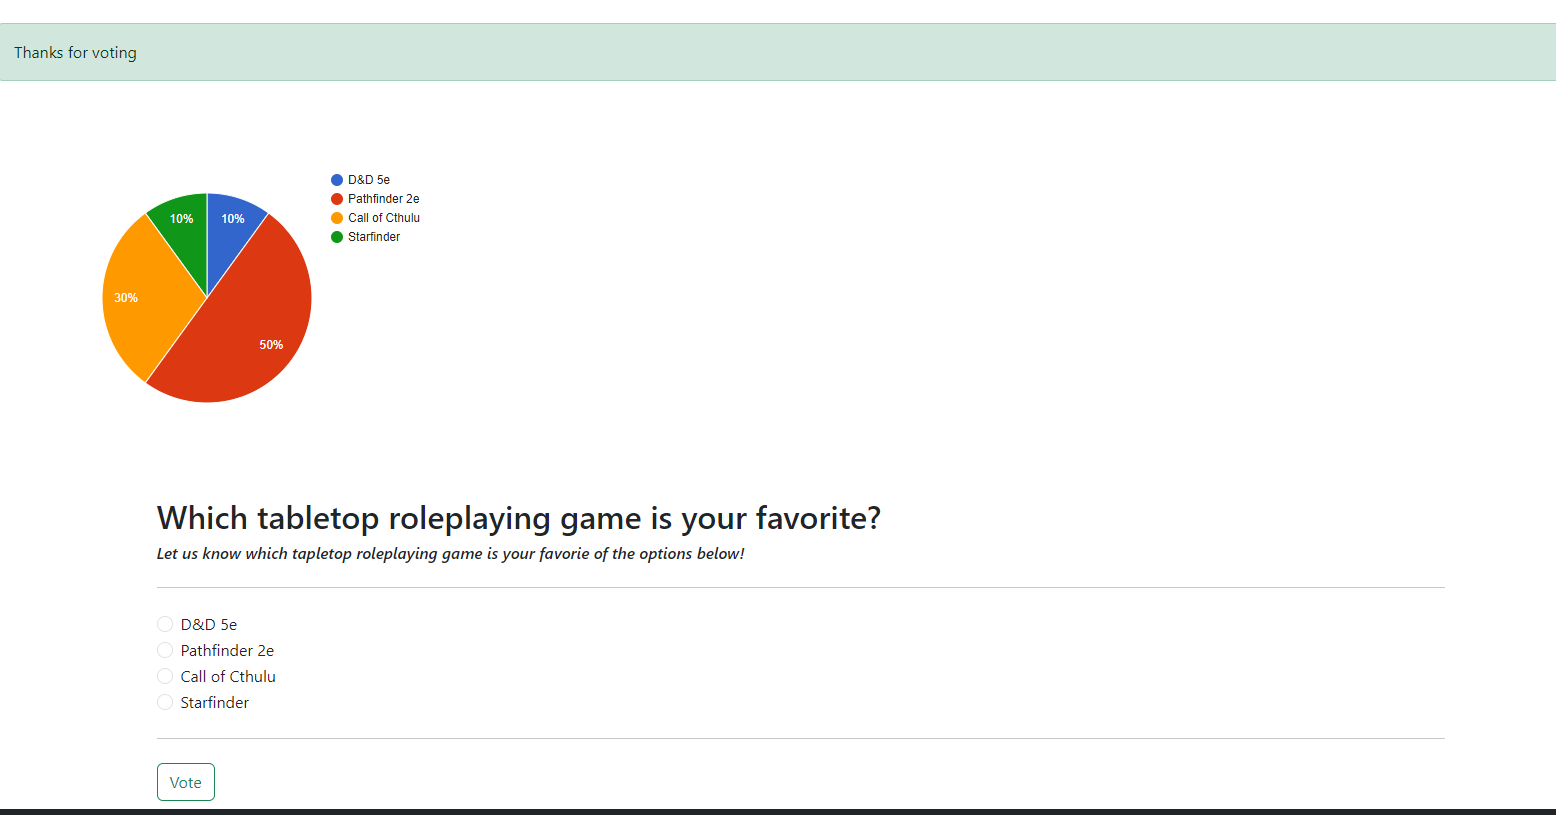 Thanks for voting
D&D 5e
Pathfinder 2e
Call of Cthulu
Starfinder
10%
10%
30%
50%
Which tabletop roleplaying game is your favorite?
Let us know which tapletop roleplaying game is your favorie of the options below!
D&D 5e
Pathfinder 2e
Call of Cthulu
Starfinder
Vote